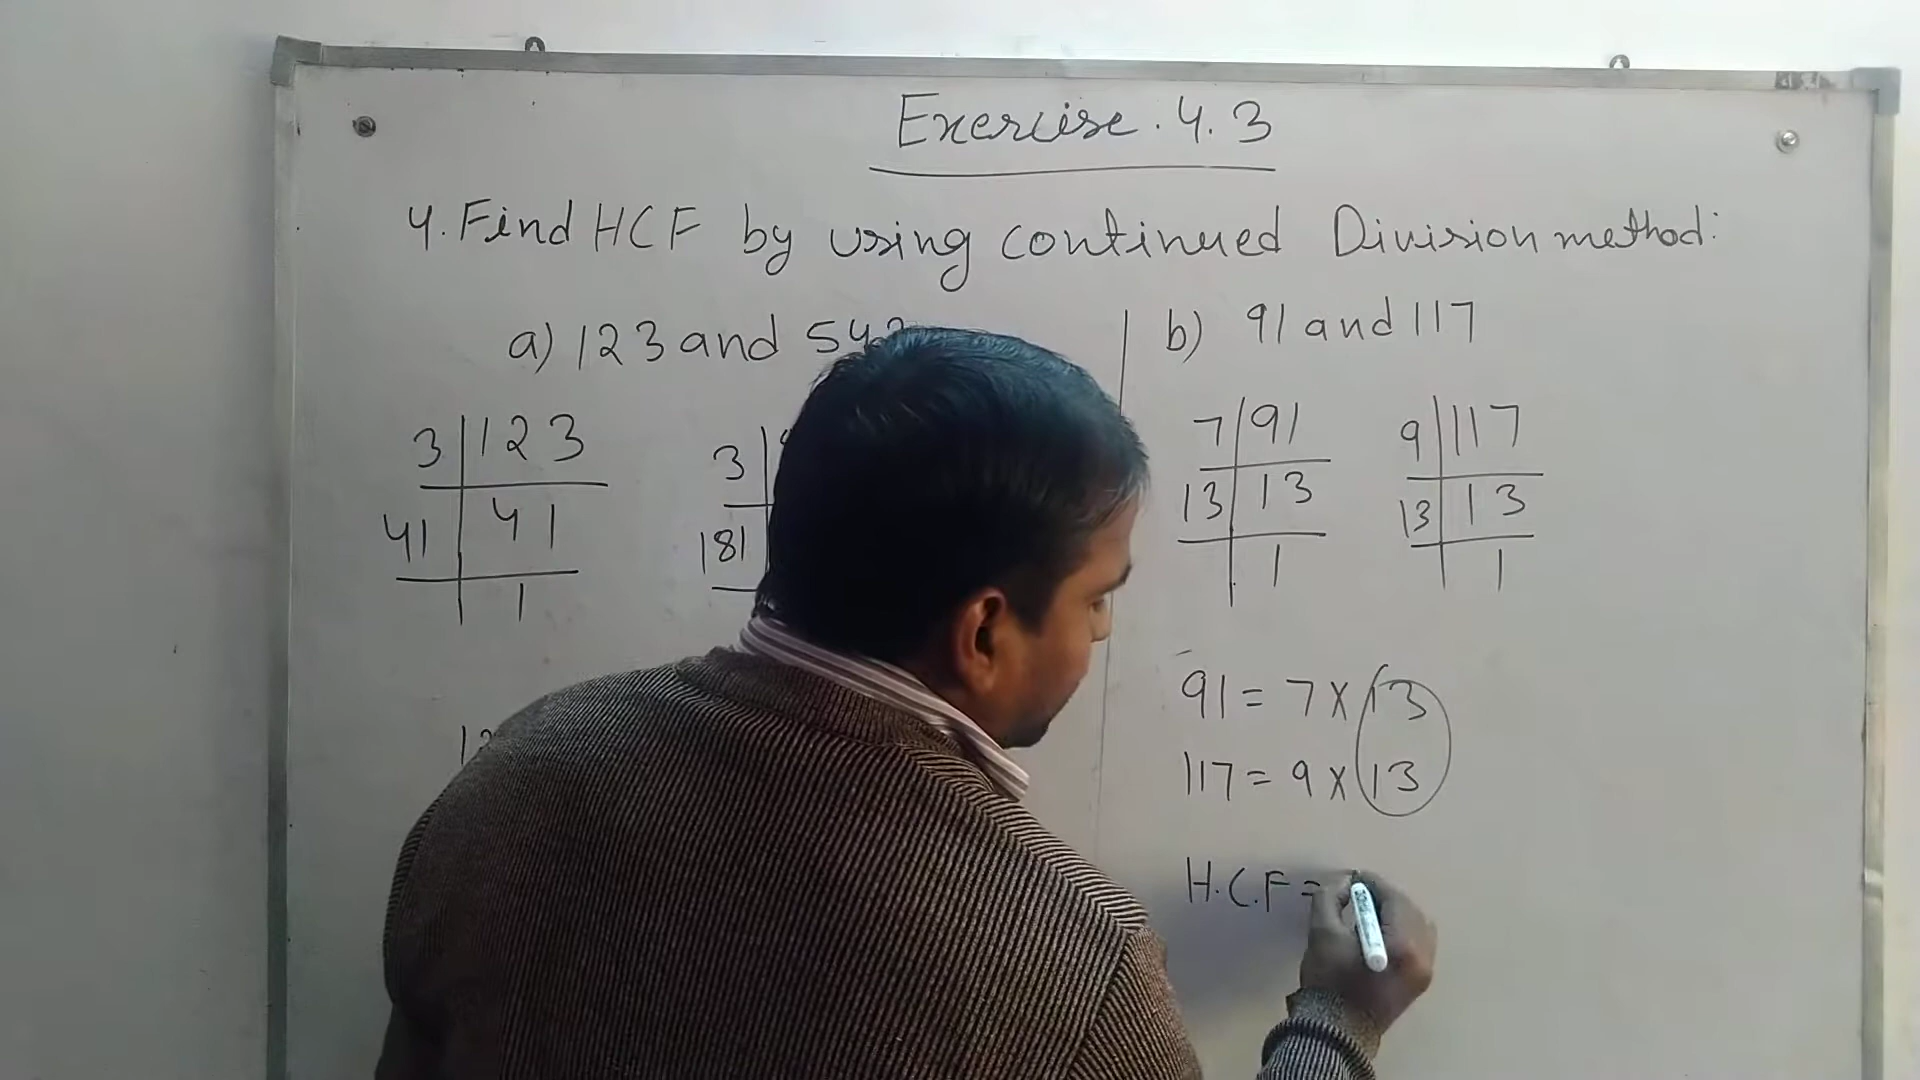 Exercise. 4.3
4. Find HCF by using continued Division method:
a) 123 and 543
b) 91 and 117
3 | 123
41 | 41
1
3
181
7 | 91
13 | 13
1
9 | 117
13 | 13
1
91 = 7 x 13
117 = 9 x 13
H.C.F =